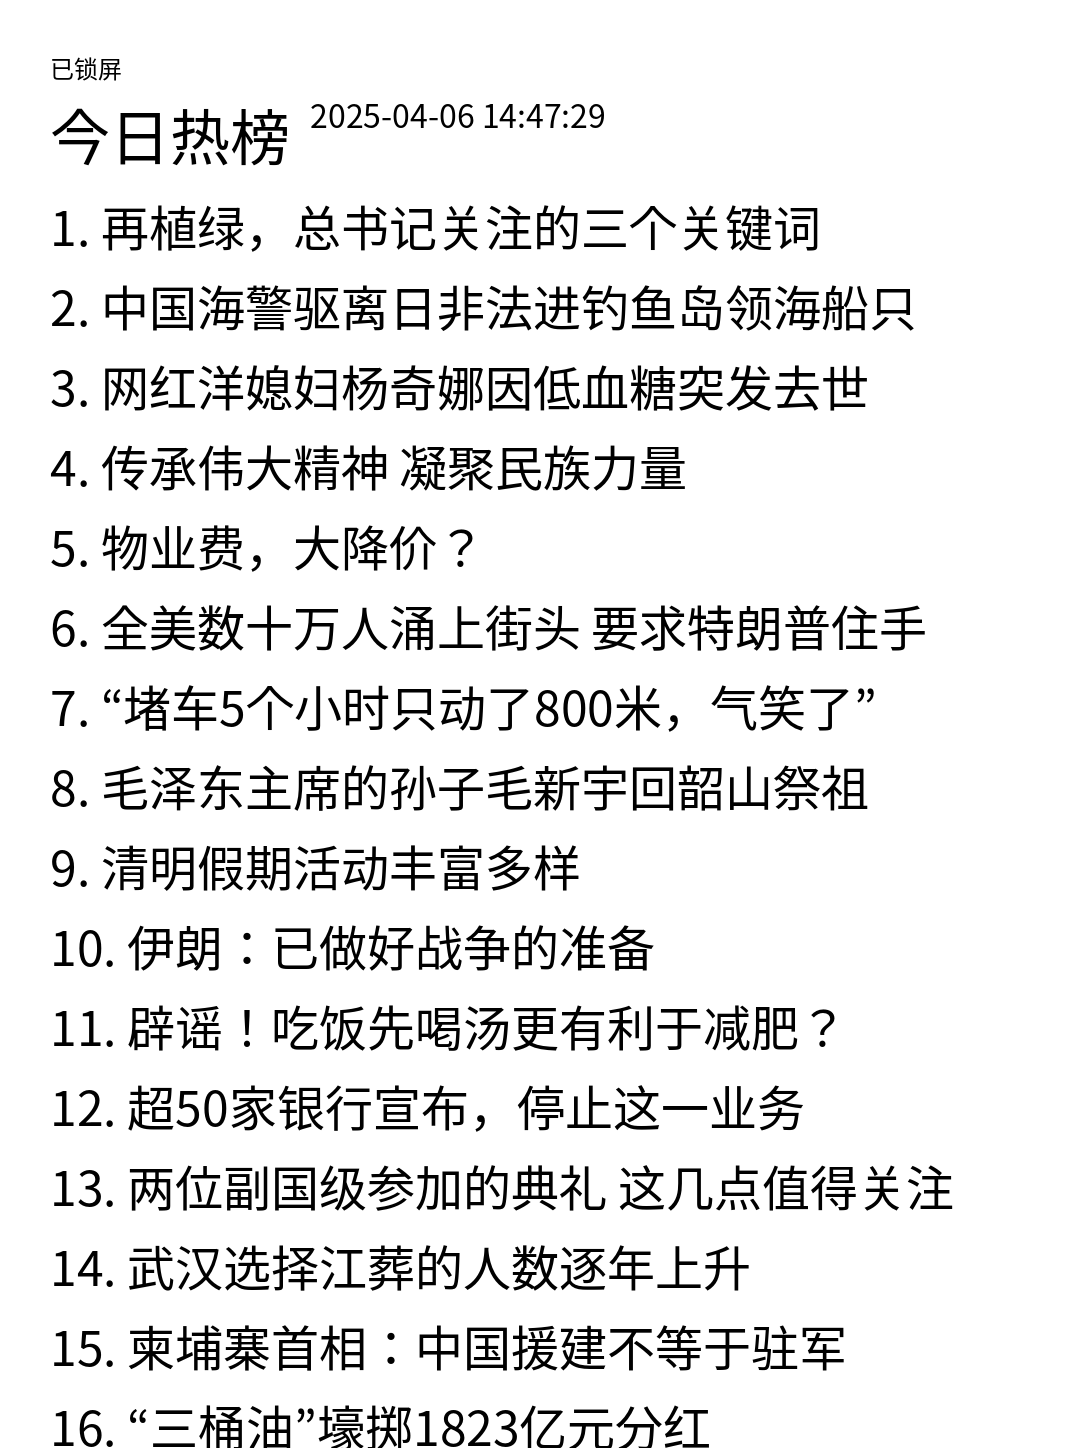 已锁屏
今日热榜 2025-04-06 14:47:29
1. 再植绿，总书记关注的三个关键词
2. 中国海警驱离日非法进钓鱼岛领海船只
3. 网红洋媳妇杨奇娜因低血糖突发去世
4. 传承伟大精神 凝聚民族力量
5. 物业费，大降价？
6. 全美数十万人涌上街头 要求特朗普住手
7. “堵车5个小时只动了800米，气笑了”
8. 毛泽东主席的孙子毛新宇回韶山祭祖
9. 清明假期活动丰富多样
10. 伊朗：已做好战争的准备
11. 辟谣！吃饭先喝汤更有利于减肥？
12. 超50家银行宣布，停止这一业务
13. 两位副国级参加的典礼 这几点值得关注
14. 武汉选择江葬的人数逐年上升
15. 柬埔寨首相：中国援建不等于驻军
16. “三桶油”壕掷1823亿元分红